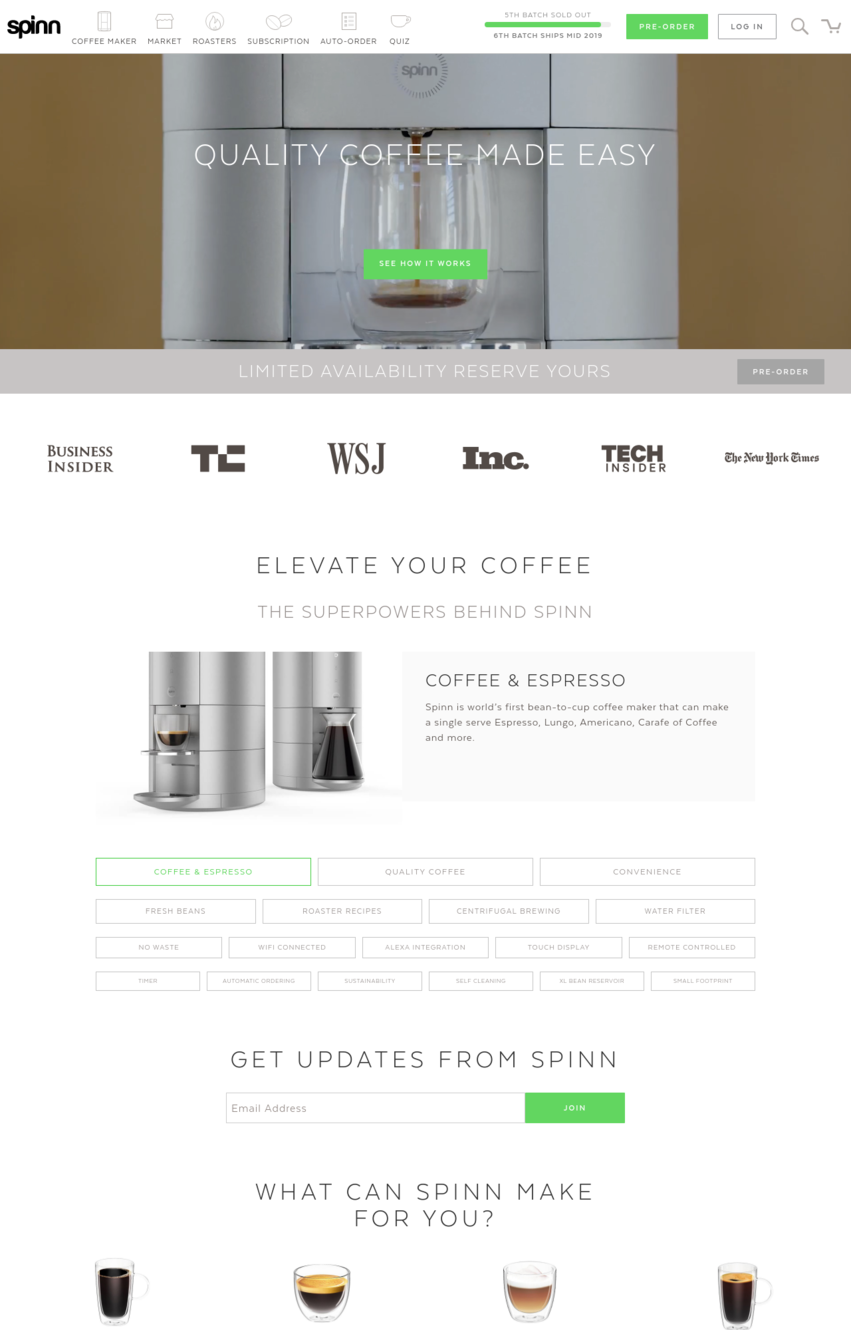 spinn
COFFEE MAKER
MARKET
ROASTERS
SUBSCRIPTION
AUTO-ORDER
QUIZ
5TH BATCH SOLD OUT
6TH BATCH SHIPS MID 2019
PRE-ORDER
LOG IN
spinn
QUALITY COFFEE MADE EASY
SEE HOW IT WORKS
LIMITED AVAILABILITY RESERVE YOURS
PRE-ORDER
BUSINESS
INSIDER
TC
WSJ
Inc.
TECH
INSIDER
The New York Times
ELEVATE YOUR COFFEE
THE SUPERPOWERS BEHIND SPINN
COFFEE & ESPRESSO
Spinn is world's first bean-to-cup coffee maker that can make
a single serve Espresso, Lungo, Americano, Carafe of Coffee
and more.
COFFEE & ESPRESSO
QUALITY COFFEE
CONVENIENCE
FRESH BEANS
ROASTER RECIPES
CENTRIFUGAL BREWING
WATER FILTER
NO WASTE
WIFI CONNECTED
ALEXA INTEGRATION
TOUCH DISPLAY
REMOTE CONTROLLED
TIMER
AUTOMATIC ORDERING
SUSTAINABILITY
SELF CLEANING
XL BEAN RESERVOIR
SMALL FOOTPRINT
GET UPDATES FROM SPINN
Email Address
JOIN
WHAT CAN SPINN MAKE
FOR YOU?